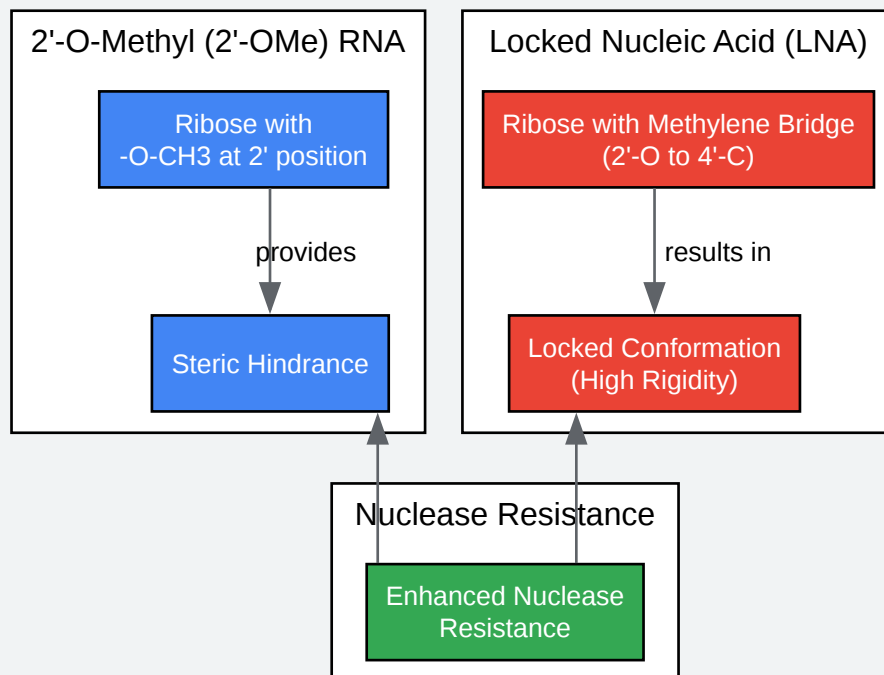 2'-O-Methyl (2'-OMe) RNA
Ribose with
-O-CH3 at 2' position
provides
Steric Hindrance
Locked Nucleic Acid (LNA)
Ribose with Methylene Bridge
(2'-O to 4'-C)
results in
Locked Conformation
(High Rigidity)
Nuclease Resistance
Enhanced Nuclease
Resistance